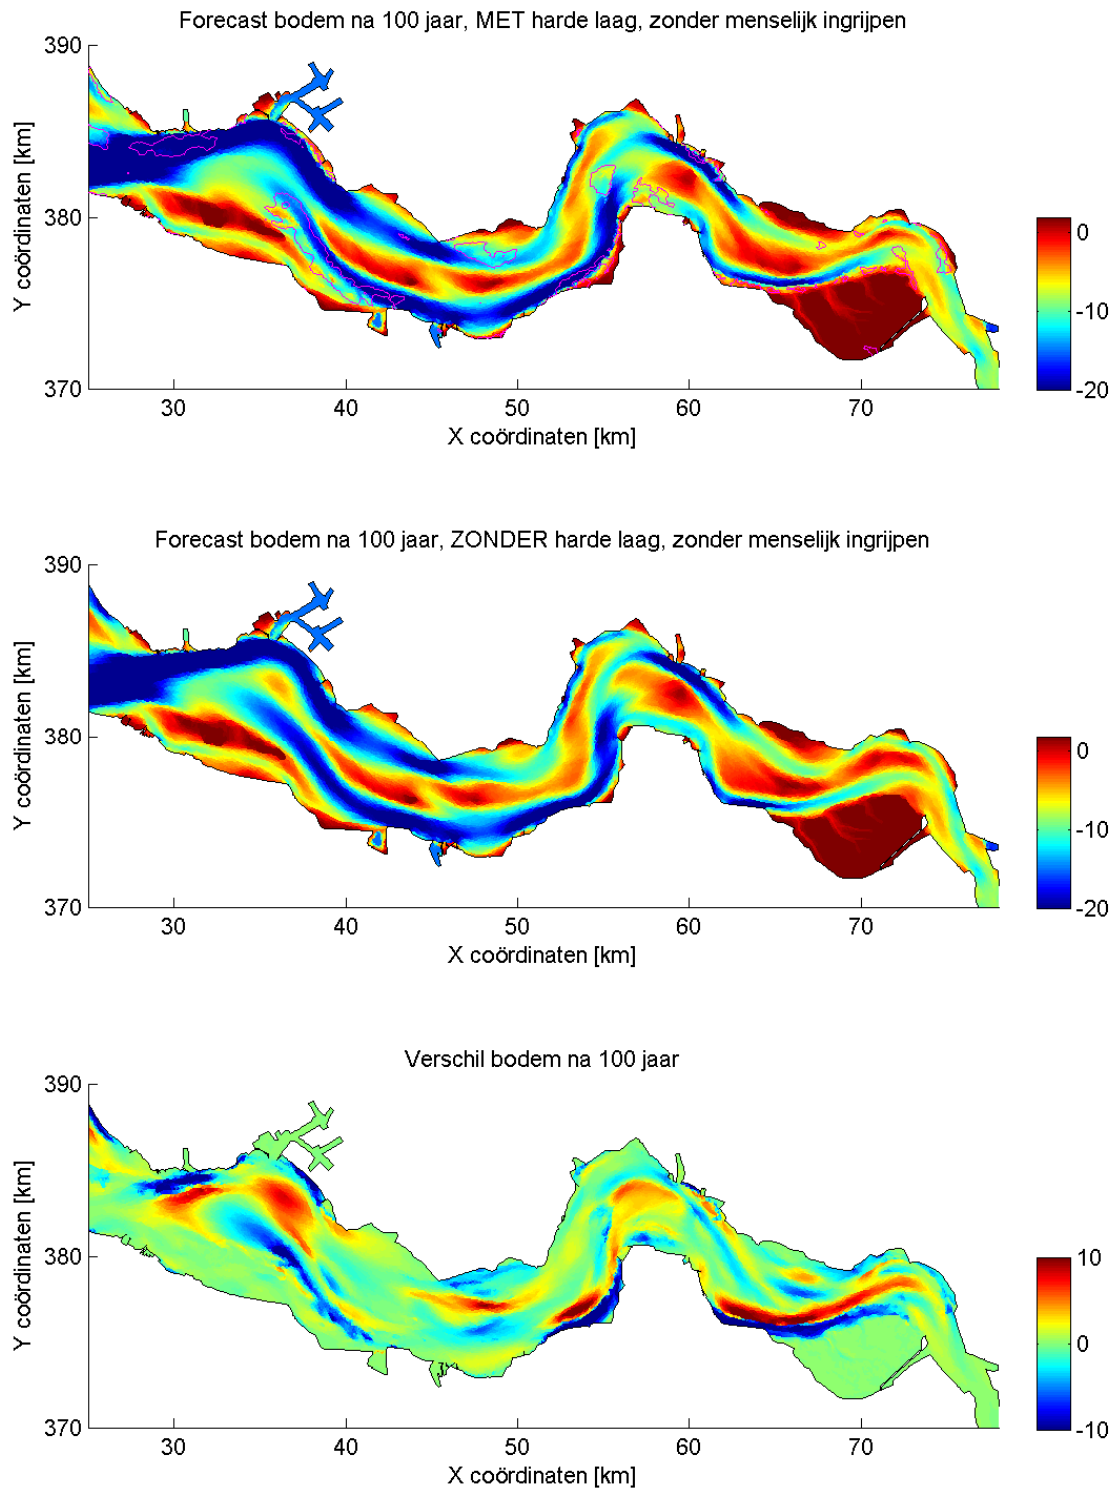 Forecast bodem na 100 jaar, MET harde laag, zonder menselijk ingrijpen
390
380
370
Y coördinaten [km]
30 40 50 60 70
X coördinaten [km]
0
-10
-20
Forecast bodem na 100 jaar, ZONDER harde laag, zonder menselijk ingrijpen
390
380
370
Y coördinaten [km]
30 40 50 60 70
X coördinaten [km]
0
-10
-20
Verschil bodem na 100 jaar
390
380
370
Y coördinaten [km]
30 40 50 60 70
X coördinaten [km]
10
0
-10